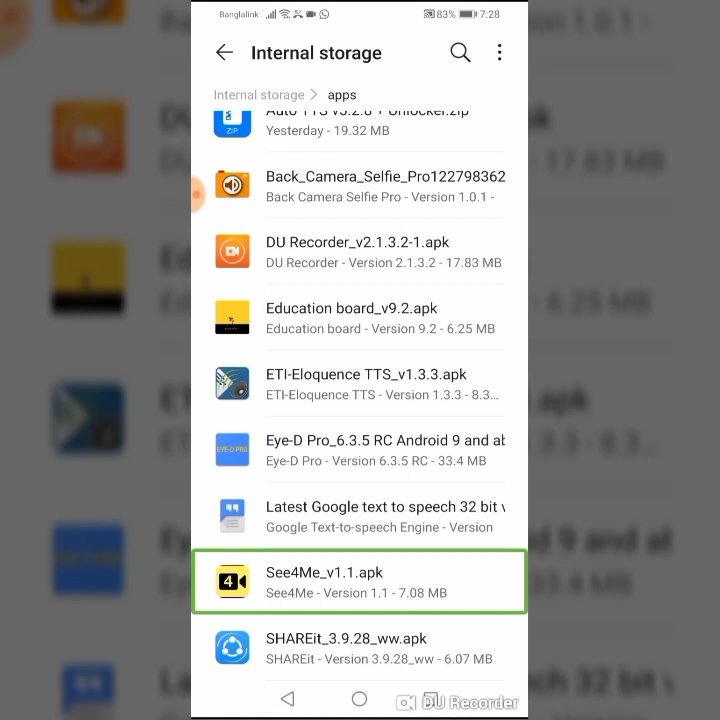 Banglalink 83% 7:28
Internal storage
Internal storage > apps
Auto TTS v5.2.8 + Unlocker.zip
ZIP
Yesterday - 19.32 MB
Back_Camera_Selfie_Pro122798362
Back Camera Selfie Pro - Version 1.0.1 -
DU Recorder_v2.1.3.2-1.apk
DU Recorder - Version 2.1.3.2 - 17.83 MB
Education board_v9.2.apk
Education board - Version 9.2 - 6.25 MB
ETI-Eloquence TTS_v1.3.3.apk
ETI-Eloquence TTS - Version 1.3.3 - 8.3...
Eye-D Pro_6.3.5 RC Android 9 and ab
EYE-D PRO
Eye-D Pro - Version 6.3.5 RC - 33.4 MB
Latest Google text to speech 32 bit v
Google Text-to-speech Engine - Version
See4Me_v1.1.apk
4
See4Me - Version 1.1 - 7.08 MB
SHAREit_3.9.28_ww.apk
SHAREit - Version 3.9.28_ww - 6.07 MB
DU Recorder